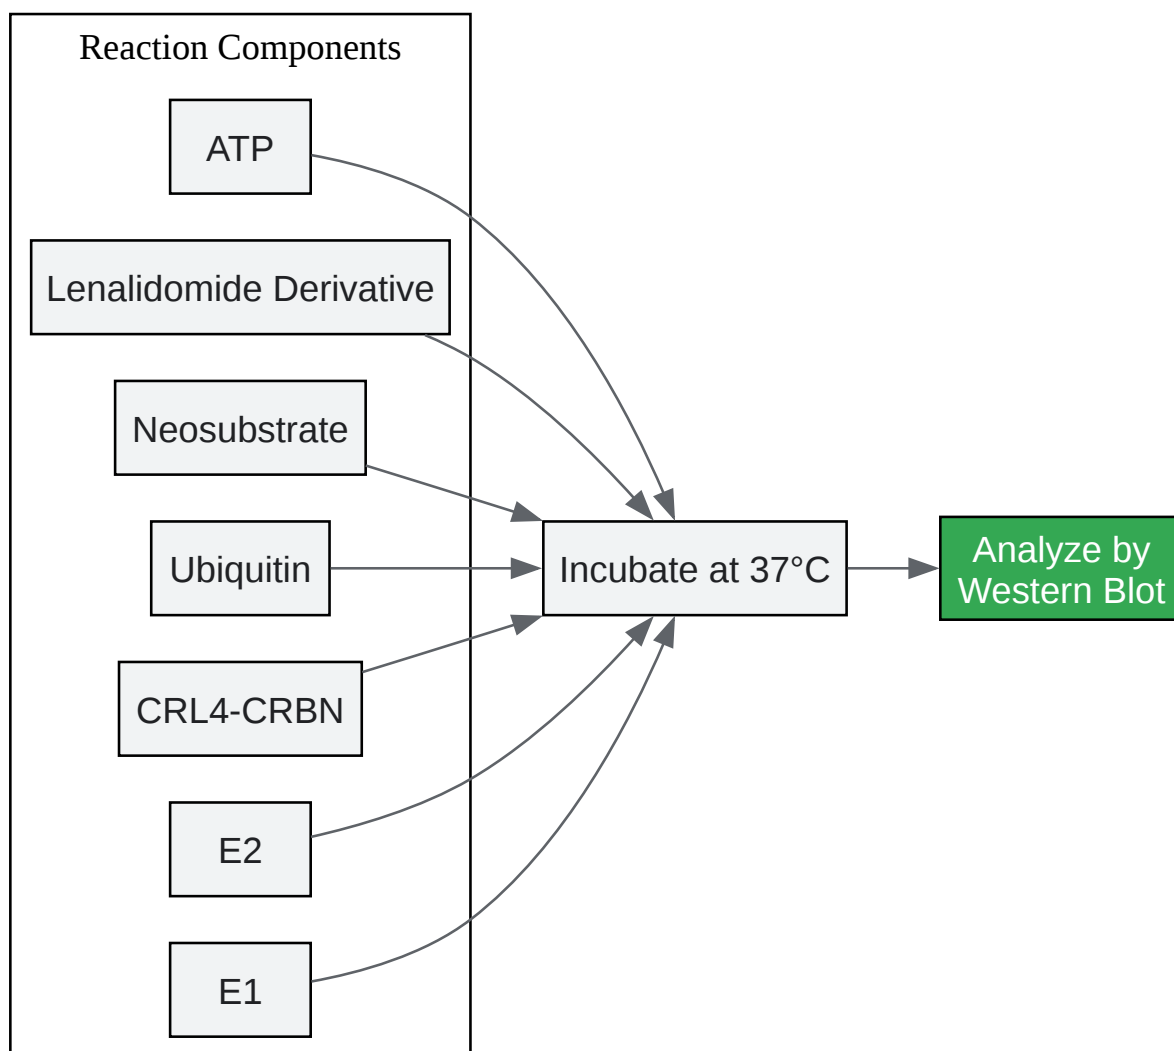 Reaction Components
ATP
Lenalidomide Derivative
Neosubstrate
Ubiquitin
CRL4-CRBN
E2
E1
Incubate at 37°C
Analyze by
Western Blot